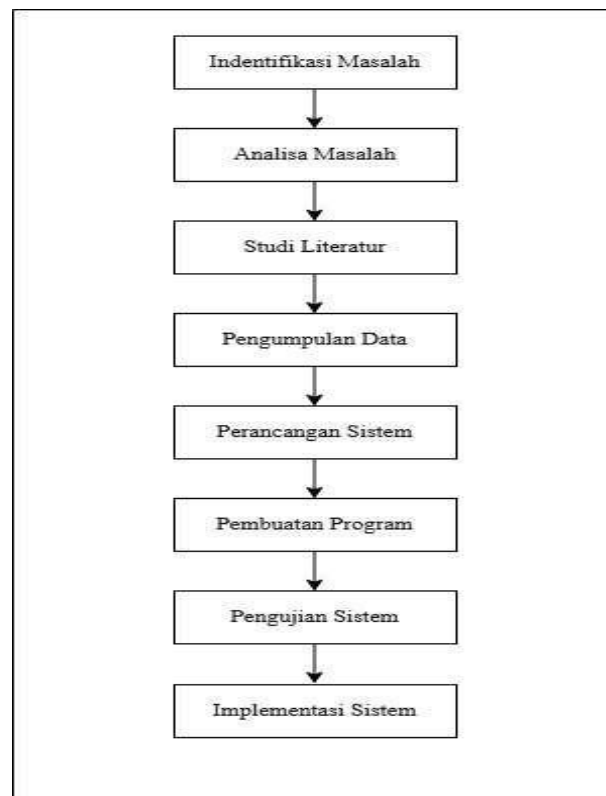 Indentifikasi Masalah
Analisa Masalah
Studi Literatur
Pengumpulan Data
Perancangan Sistem
Pembuatan Program
Pengujian Sistem
Implementasi Sistem